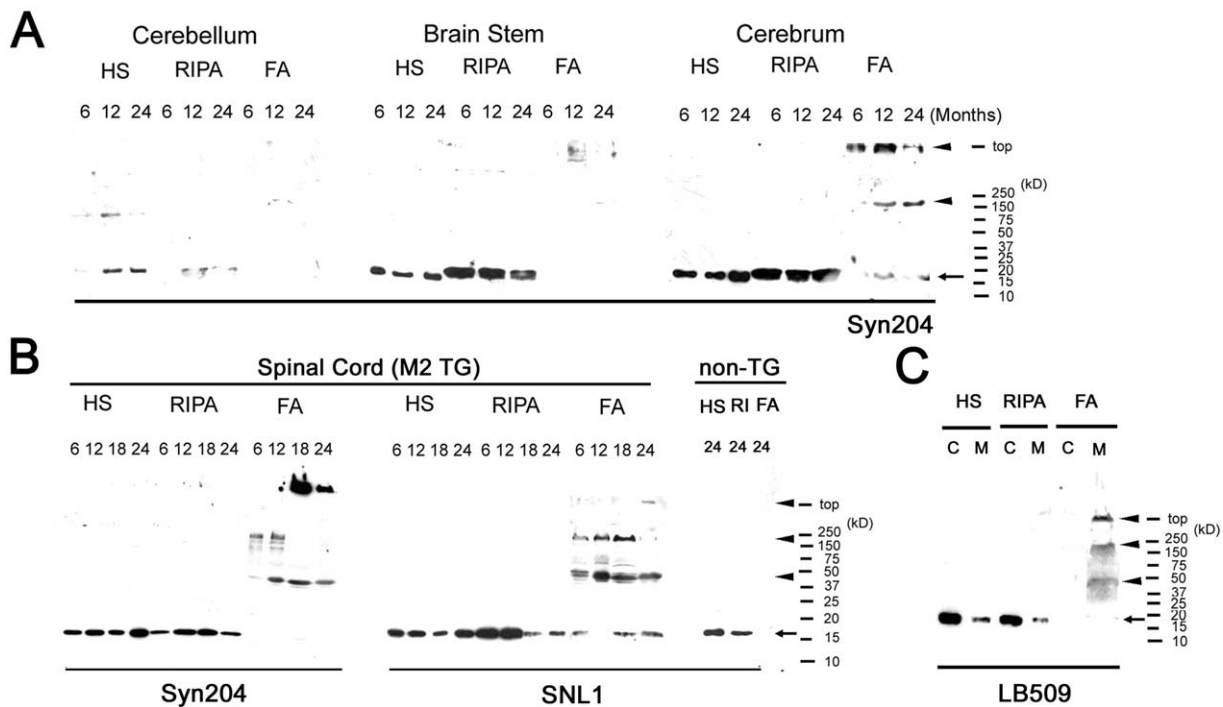 A
Cerebellum Brain Stem Cerebrum
HS RIPA FA HS RIPA FA HS RIPA FA
6 12 24 6 12 24 6 12 24 6 12 24 6 12 24 6 12 24 6 12 24 6 12 24 6 12 24 (Months)
top
(kD)
250
150
75
50
37
25
20
15
10
Syn204
B
Spinal Cord (M2 TG) non-TG
HS RIPA FA HS RIPA FA HS RI FA
6 12 18 24 6 12 18 24 6 12 18 24 6 12 18 24 6 12 18 24 6 12 18 24 24 24 24
top
(kD)
250
150
75
50
37
25
20
15
10
Syn204 SNL1
C
HS RIPA FA
C M C M C M
top
(kD)
250
150
75
50
37
25
20
15
10
LB509